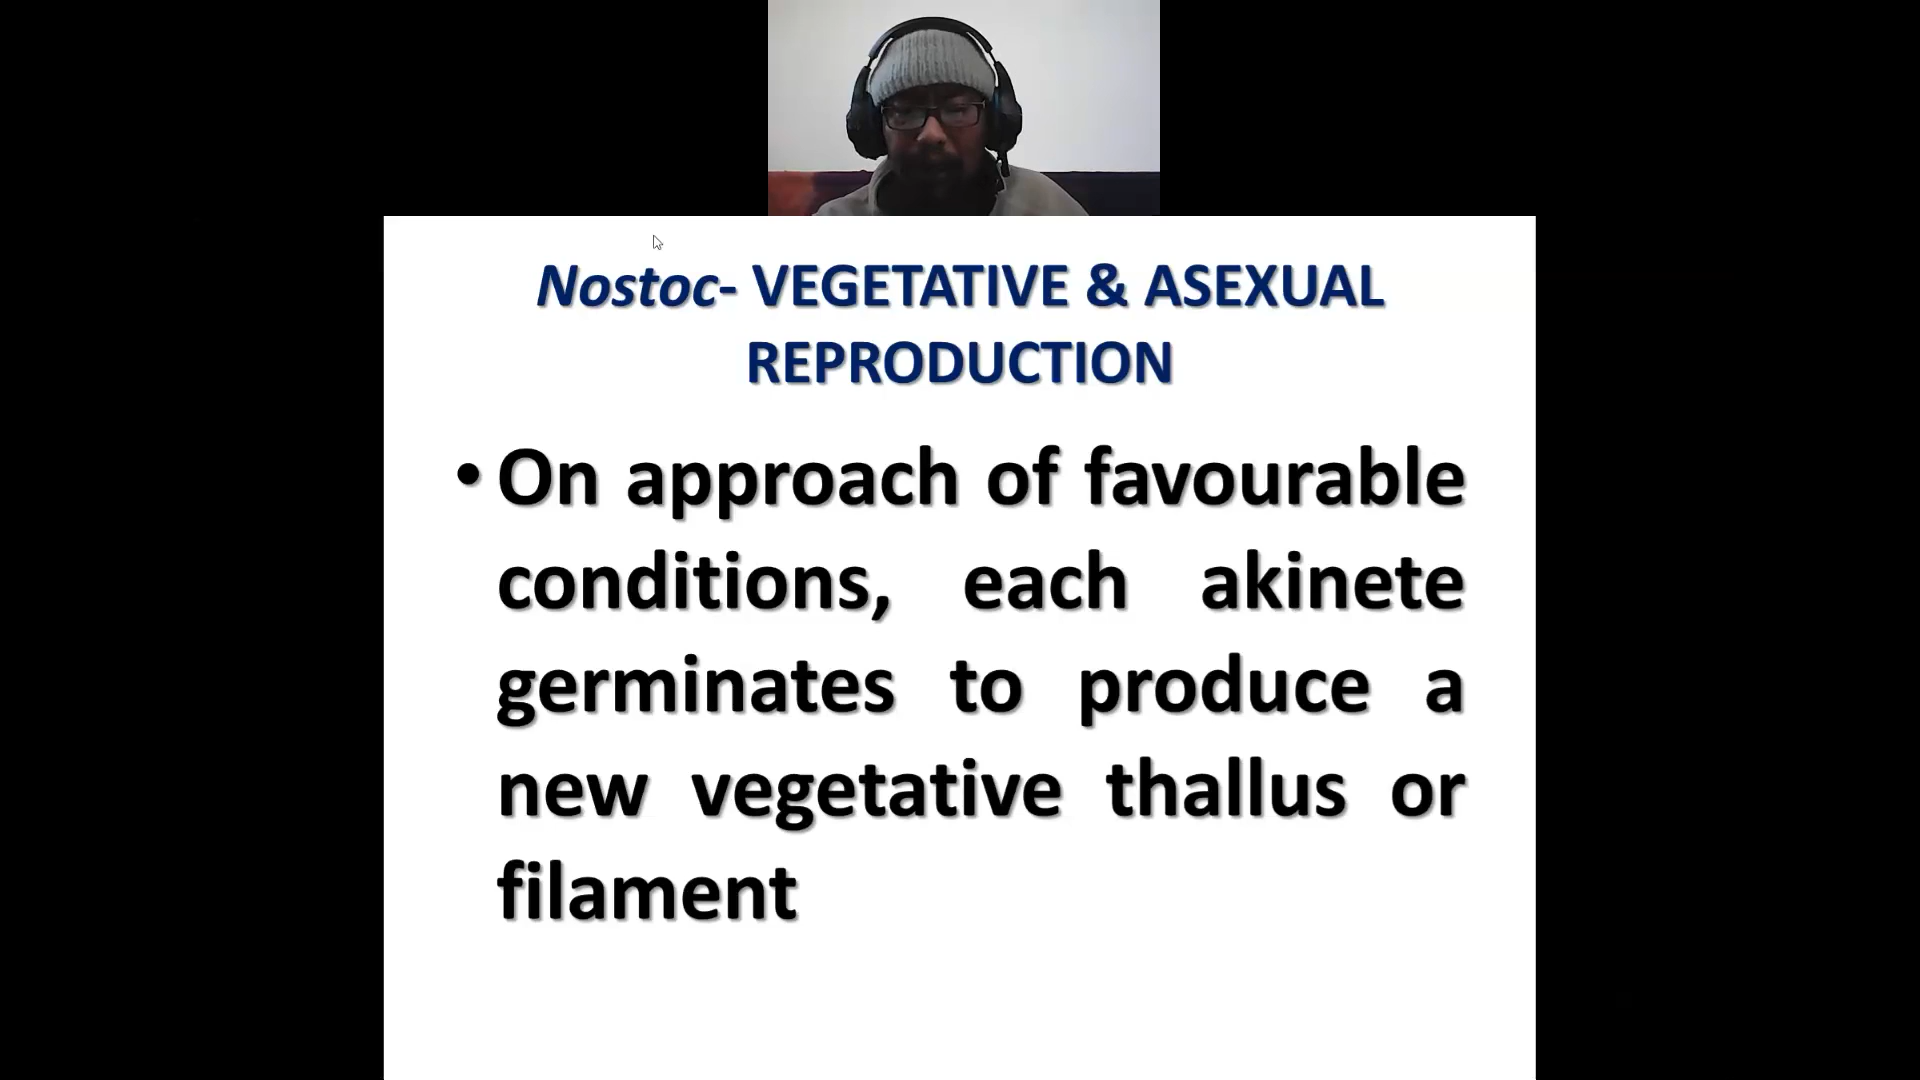 Nostoc- VEGETATIVE & ASEXUAL
REPRODUCTION
• On approach of favourable
conditions, each akinete
germinates to produce a
new vegetative thallus or
filament